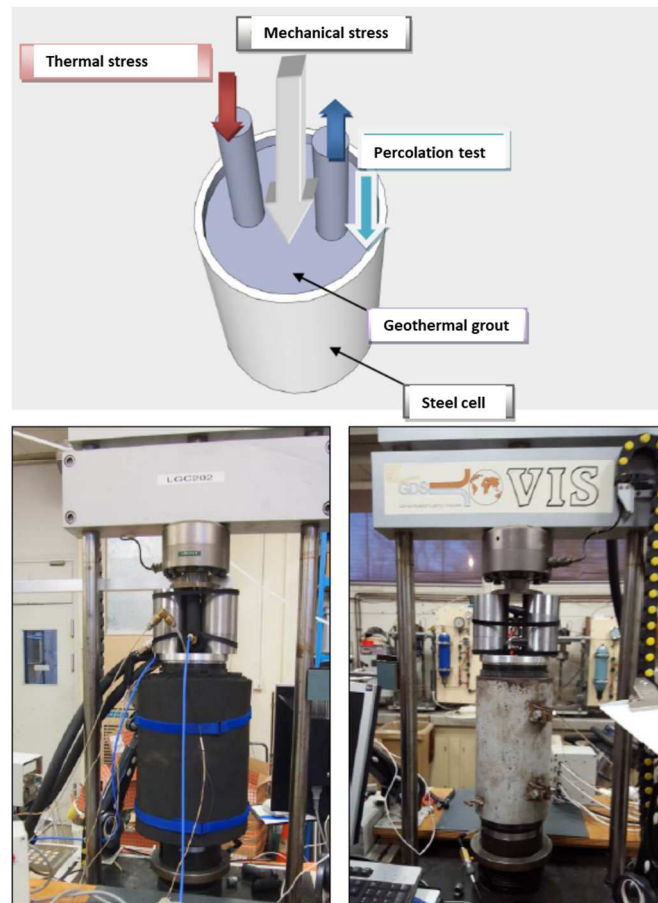 Mechanical stress
Thermal stress
Percolation test
Geothermal grout
Steel cell
LGC202
GDS
VIS